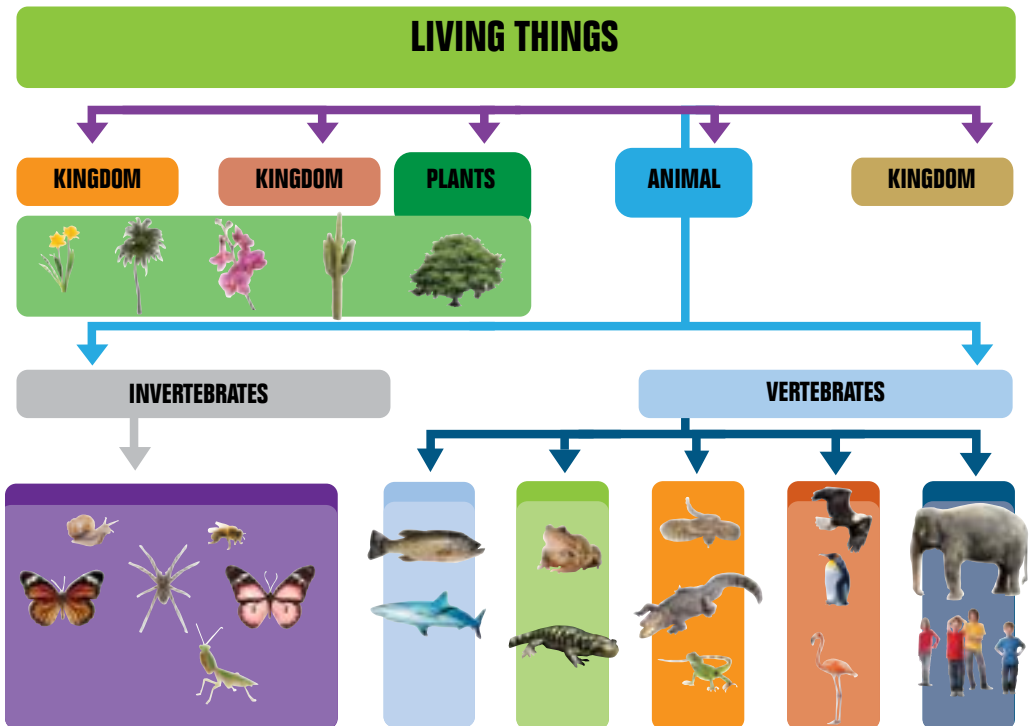 LIVING THINGS
KINGDOM
KINGDOM
PLANTS
ANIMAL
KINGDOM
INVERTEBRATES
VERTEBRATES